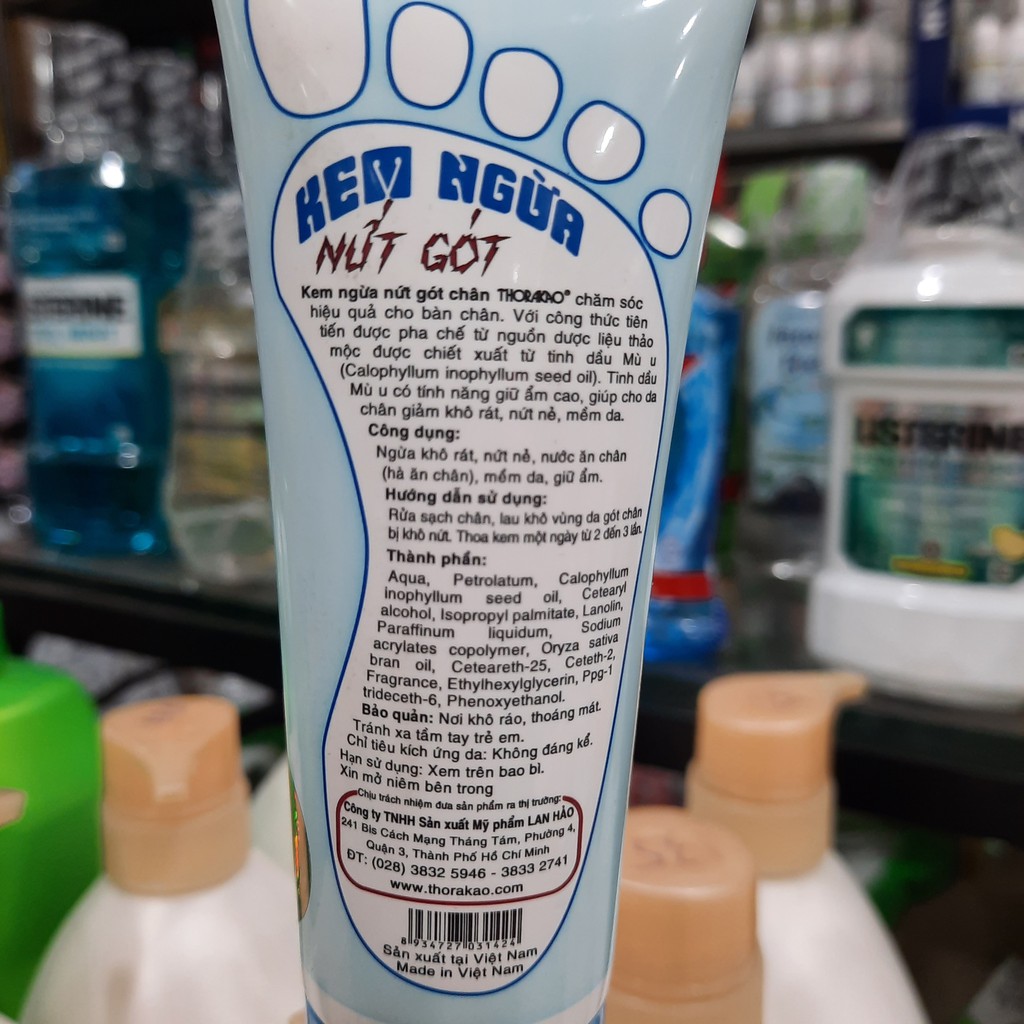 KEM NGỪA
NỨT GÓT
Kem ngừa nứt gót chân THORAKAO® chăm sóc
hiệu quả cho bàn chân. Với công thức tiên
tiến được pha chế từ nguồn dược liệu thảo
mộc được chiết xuất từ tinh dầu Mù u
(Calophyllum inophyllum seed oil). Tinh dầu
Mù u có tính năng giữ ẩm cao, giúp cho da
chân giảm khô rát, nứt nẻ, mềm da.
Công dụng:
Ngừa khô rát, nứt nẻ, nước ăn chân
(hà ăn chân), mềm da, giữ ẩm.
Hướng dẫn sử dụng:
Rửa sạch chân, lau khô vùng da gót chân
bị khô nứt. Thoa kem một ngày từ 2 đến 3 lần.
Thành phần:
Aqua, Petrolatum, Calophyllum
inophyllum seed oil, Cetearyl
alcohol, Isopropyl palmitate, Lanolin,
Paraffinum liquidum, Sodium
acrylates copolymer, Oryza sativa
bran oil, Ceteareth-25, Ceteth-2,
Fragrance, Ethylhexylglycerin, Ppg-1
trideceth-6, Phenoxyethanol.
Bảo quản: Nơi khô ráo, thoáng mát.
Tránh xa tầm tay trẻ em.
Chỉ tiêu kích ứng da: Không đáng kể.
Hạn sử dụng: Xem trên bao bì.
Xin mở niêm bên trong
Chịu trách nhiệm đưa sản phẩm ra thị trường:
Công ty TNHH Sản xuất Mỹ phẩm LAN HẢO
241 Bis Cách Mạng Tháng Tám, Phường 4,
Quận 3, Thành Phố Hồ Chí Minh
ĐT: (028) 3832 5946 - 3833 2741
www.thorakao.com
8 934727 031424
Sản xuất tại Việt Nam
Made in Việt Nam
LISTERINE
LISTERINE